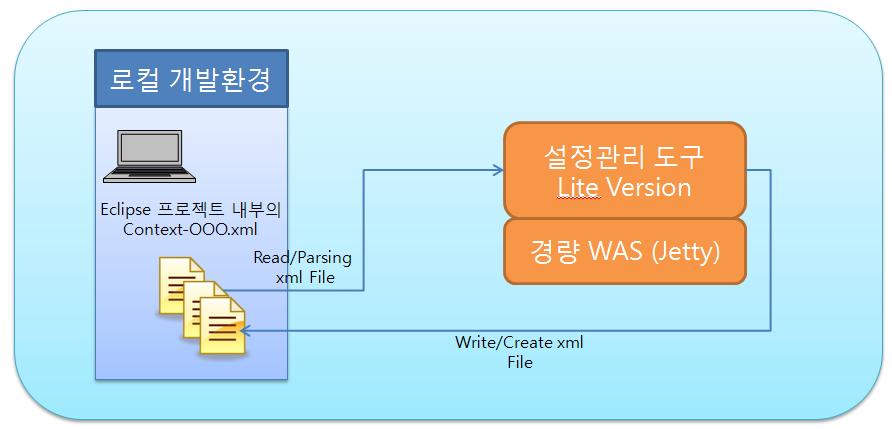 로컬 개발환경
Eclipse 프로젝트 내부의
Context-OOO.xml
Read/Parsing
xml File
설정관리 도구
Lite Version
경량 WAS (Jetty)
Write/Create xml
File